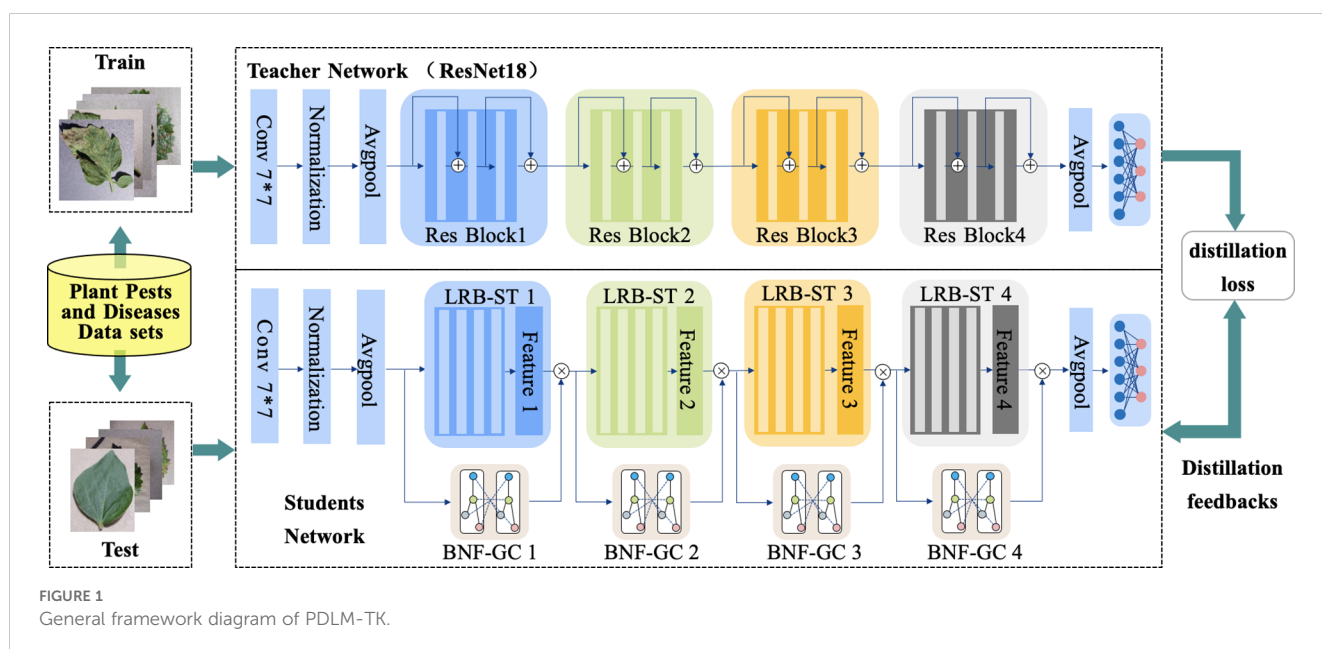 Train
Teacher Network （ResNet18）
Conv 7*7
Normalization
Avgpool
Res Block1
Res Block2
Res Block3
Res Block4
Avgpool
distillation
loss
Plant Pests
and Diseases
Data sets
Conv 7*7
Normalization
Avgpool
LRB-ST 1
Feature 1
LRB-ST 2
Feature 2
LRB-ST 3
Feature 3
LRB-ST 4
Feature 4
Avgpool
Test
Students
Network
BNF-GC 1
BNF-GC 2
BNF-GC 3
BNF-GC 4
Distillation
feedbacks
FIGURE 1
General framework diagram of PDLM-TK.